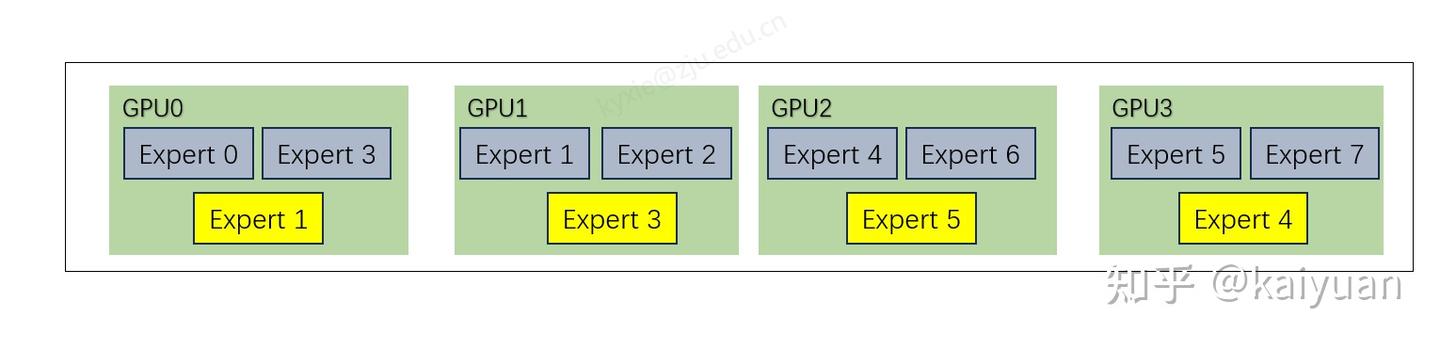 kyxie@zju.edu.cn
GPU0
Expert 0
Expert 3
Expert 1
GPU1
Expert 1
Expert 2
Expert 3
GPU2
Expert 4
Expert 6
Expert 5
GPU3
Expert 5
Expert 7
Expert 4
知乎 @kaiyuan